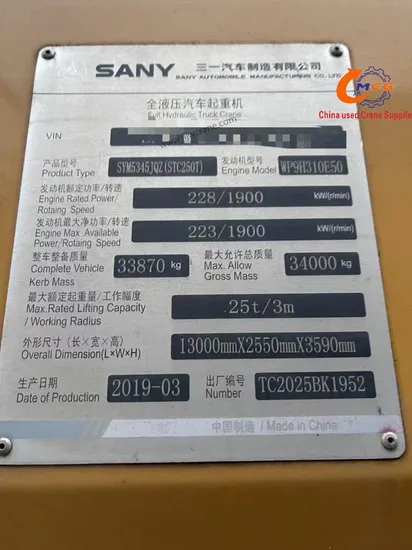 SANY 三一汽车制造有限公司
SANY AUTOMOBILE MANUFACTURING CO.,LTD.
MCC
China used Crane Supplier
全液压汽车起重机
Full Hydraulic Truck Crane
VIN
产品型号 SYM5345JQZ(STC250T) 发动机型号 WP9H310E50
Product Type Engine Model
发动机额定功率/转速 228/1900 kW/(r/min)
Engine Rated Power/
Rotaing Speed
发动机最大净功率/转速 223/1900 kW/(r/min)
Engine Max .Available
Power/Rotaing Speed
整车整备质量 33870 kg 最大允许总质量 34000 kg
Complete Vehicle Max. Allow
Kerb Mass Gross Mass
最大额定起重量/工作幅度 25t/3m
Max.Rated Lifting Capacity
/ Working Radius
外形尺寸(长×宽×高) 13000mmX2550mmX3590mm
Overall Dimension(L×W×H)
生产日期 2019-03 出厂编号 TC2025BK1952
Date of Production Number
中国制造 / Made in China